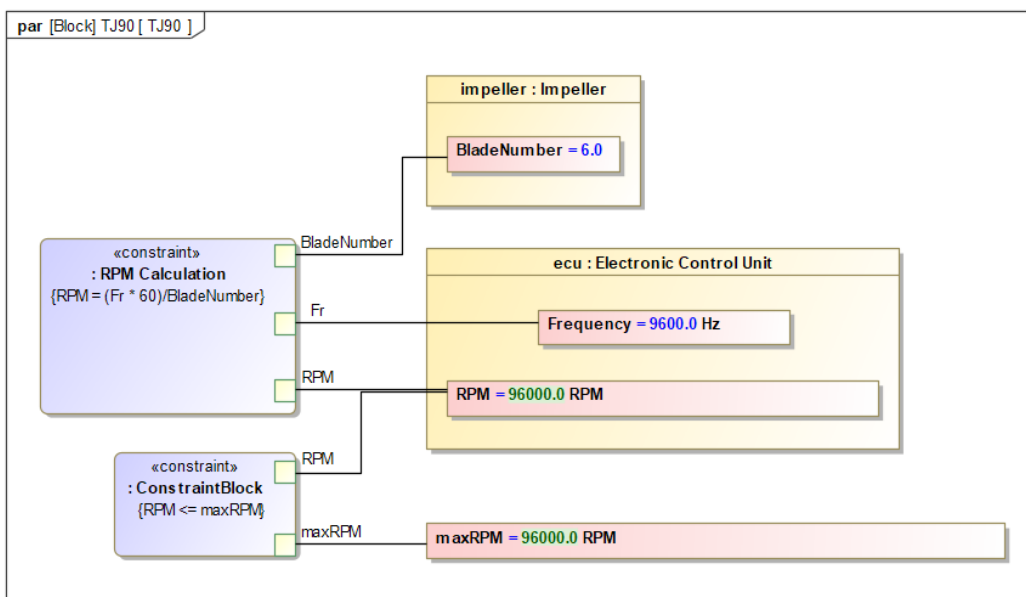 par [Block] TJ90 [ TJ90 ]
impeller : Impeller
BladeNumber = 6.0
BladeNumber
«constraint»
: RPM Calculation
{RPM = (Fr * 60)/BladeNumber}
ecu : Electronic Control Unit
Fr
Frequency = 9600.0 Hz
RPM
RPM = 96000.0 RPM
RPM
«constraint»
: ConstraintBlock
{RPM <= maxRPM}
maxRPM
maxRPM = 96000.0 RPM